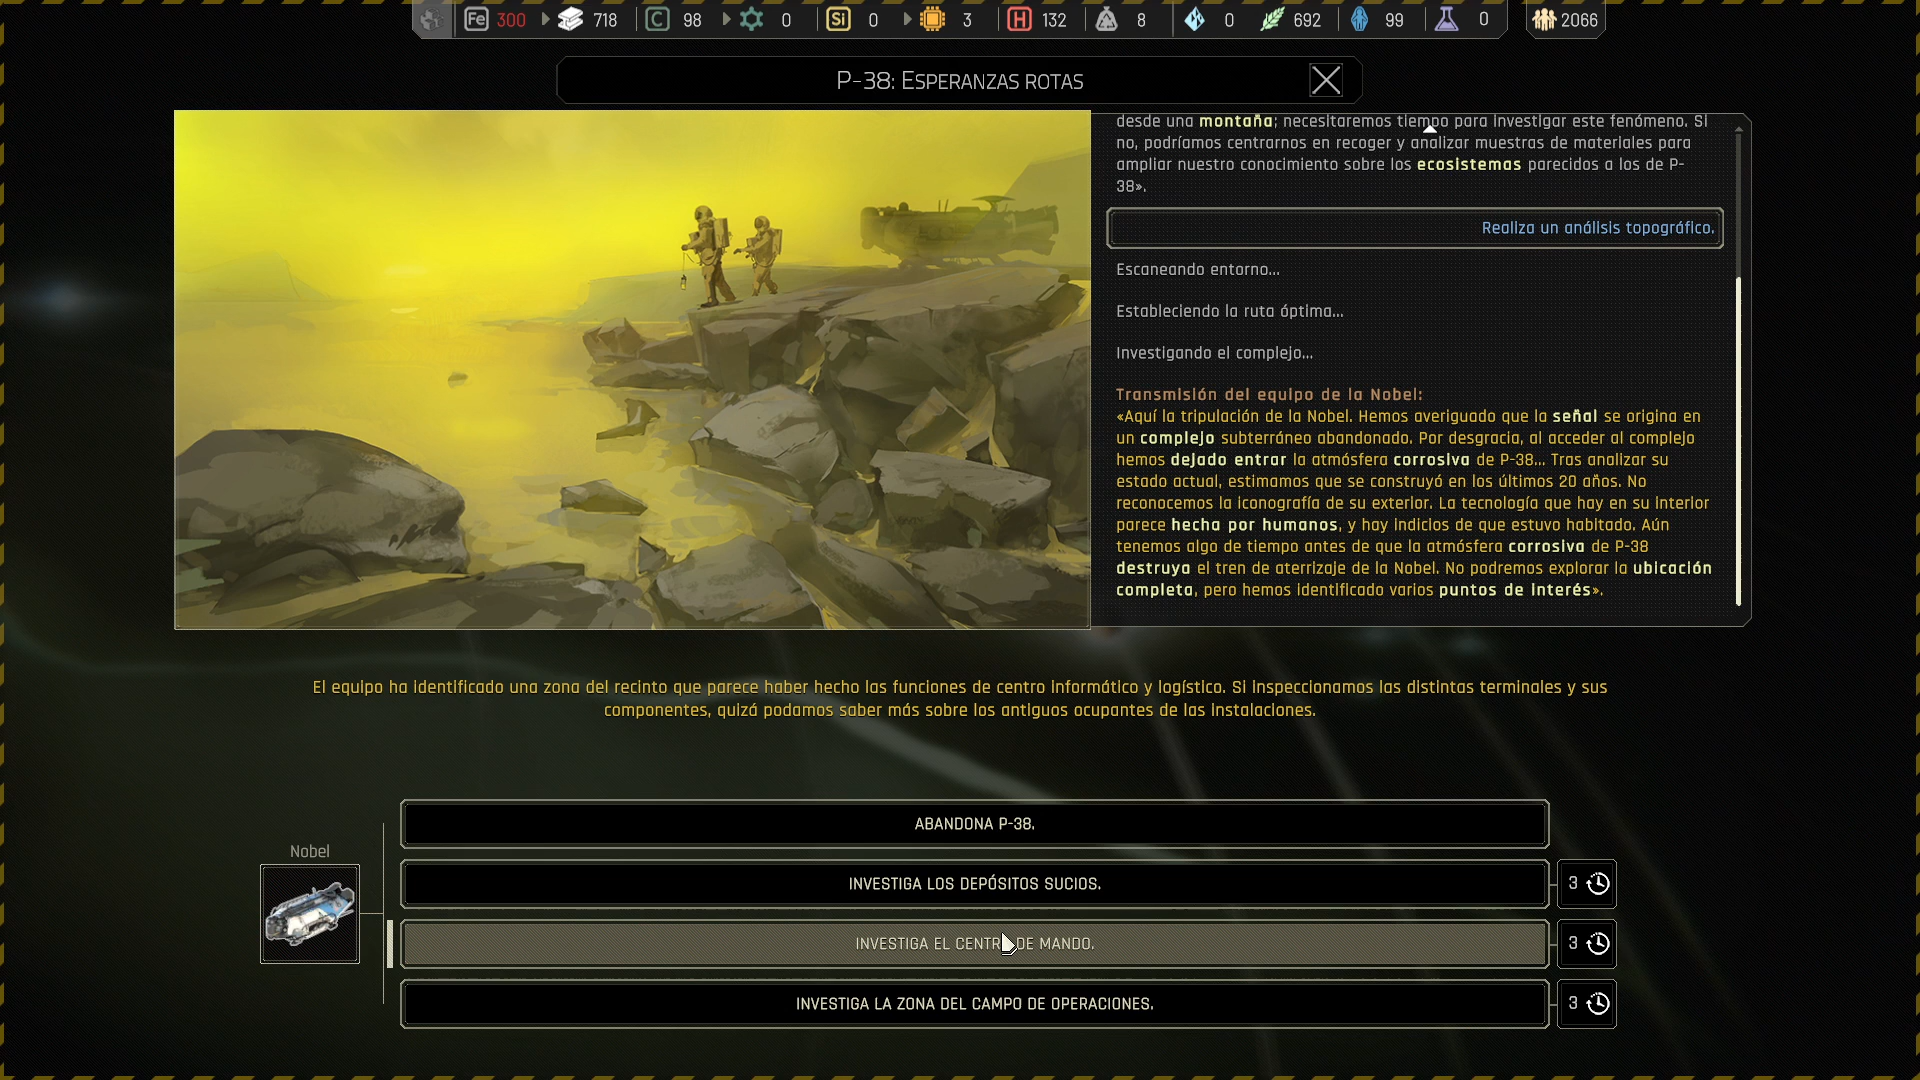 Fe 300 718 C 98 0 Si 0 3 H 132 8 0 692 99 0 2066
P-38: Esperanzas rotas
desde una montaña; necesitaremos tiempo para investigar este fenómeno. Si
no, podríamos centrarnos en recoger y analizar muestras de materiales para
ampliar nuestro conocimiento sobre los ecosistemas parecidos a los de P-
38».
Realiza un análisis topográfico.
Escaneando entorno...
Estableciendo la ruta óptima...
Investigando el complejo...
Transmisión del equipo de la Nobel:
«Aquí la tripulación de la Nobel. Hemos averiguado que la señal se origina en
un complejo subterráneo abandonado. Por desgracia, al acceder al complejo
hemos dejado entrar la atmósfera corrosiva de P-38... Tras analizar su
estado actual, estimamos que se construyó en los últimos 20 años. No
reconocemos la iconografía de su exterior. La tecnología que hay en su interior
parece hecha por humanos, y hay indicios de que estuvo habitado. Aún
tenemos algo de tiempo antes de que la atmósfera corrosiva de P-38
destruya el tren de aterrizaje de la Nobel. No podremos explorar la ubicación
completa, pero hemos identificado varios puntos de interés».
El equipo ha identificado una zona del recinto que parece haber hecho las funciones de centro informático y logístico. Si inspeccionamos las distintas terminales y sus
componentes, quizá podamos saber más sobre los antiguos ocupantes de las instalaciones.
Nobel
ABANDONA P-38.
INVESTIGA LOS DEPÓSITOS SUCIOS. 3
INVESTIGA EL CENTRO DE MANDO. 3
INVESTIGA LA ZONA DEL CAMPO DE OPERACIONES. 3